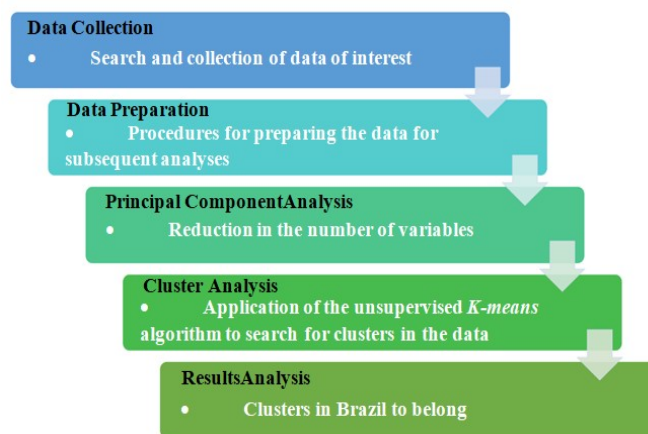 Data Collection
• Search and collection of data of interest
Data Preparation
• Procedures for preparing the data for
subsequent analyses
Principal ComponentAnalysis
• Reduction in the number of variables
Cluster Analysis
• Application of the unsupervised K-means
algorithm to search for clusters in the data
ResultsAnalysis
• Clusters in Brazil to belong